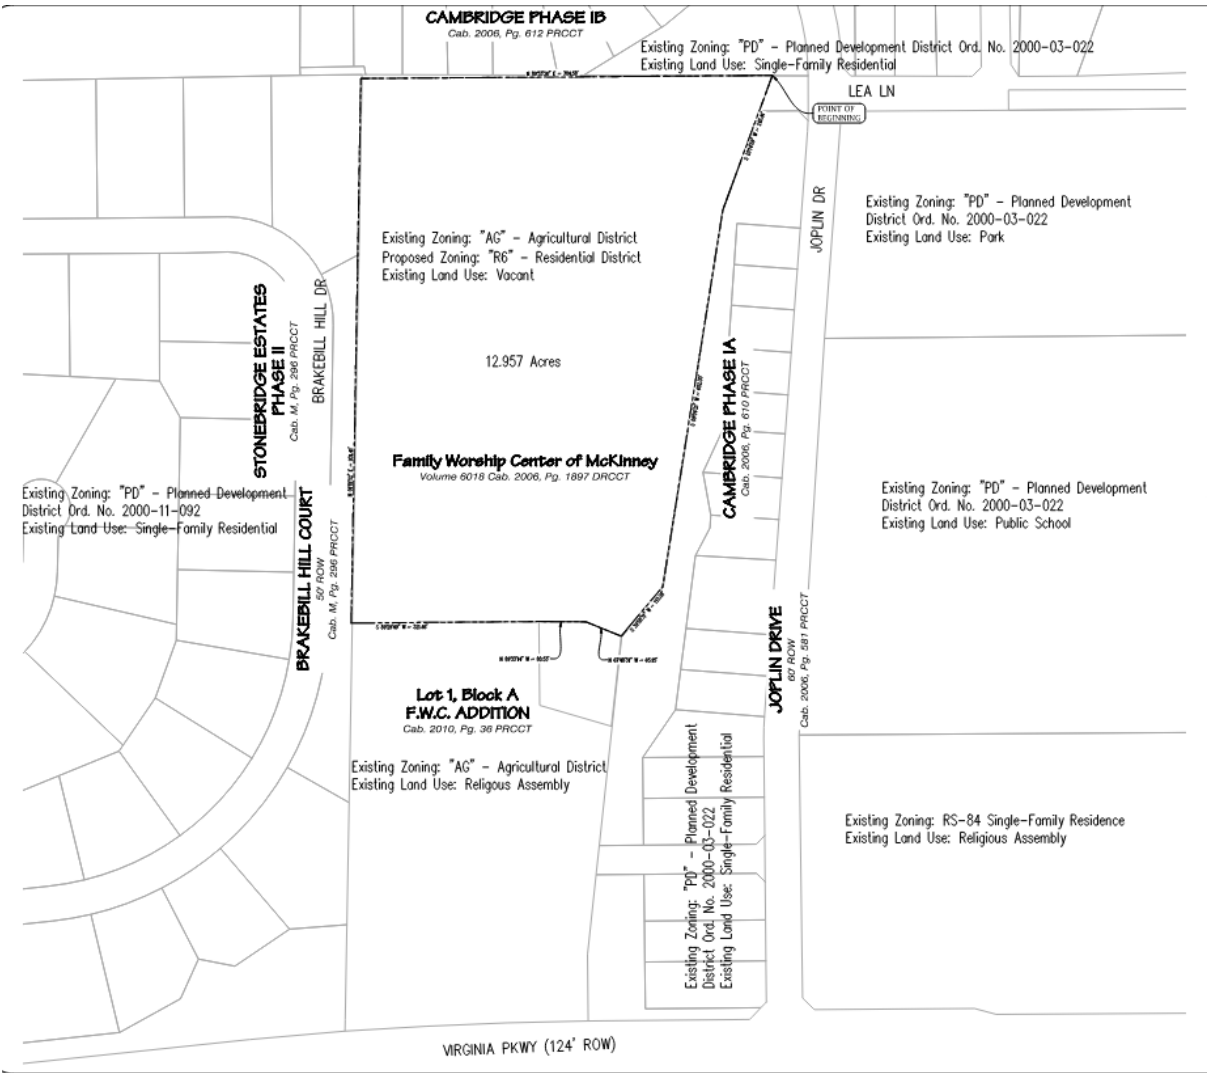 CAMBRIDGE PHASE IB
Cab. 2006, Pg. 612 PRCCT
Existing Zoning: "PD" - Planned Development District Ord. No. 2000-03-022
Existing Land Use: Single-Family Residential
LEA LN
POINT OF
BEGINNING
JOPLIN DR
Existing Zoning: "PD" - Planned Development
District Ord. No. 2000-03-022
Existing Land Use: Park
Existing Zoning: "AG" - Agricultural District
Proposed Zoning: "R6" - Residential District
Existing Land Use: Vacant
12.957 Acres
STONEBRIDGE ESTATES
PHASE II
Cab. M, Pg. 296 PRCCT
BRAKEBILL HILL DR
CAMBRIDGE PHASE IA
Cab. 2006, Pg. 610 PRCCT
Family Worship Center of McKinney
Volume 6018 Cab. 2006, Pg. 1897 DRCCT
Existing Zoning: "PD" - Planned Development
District Ord. No. 2000-11-092
Existing Land Use: Single-Family Residential
Existing Zoning: "PD" - Planned Development
District Ord. No. 2000-03-022
Existing Land Use: Public School
BRAKEBILL HILL COURT
50' ROW
Cab. M, Pg. 296 PRCCT
JOPLIN DRIVE
60' ROW
Cab. 2006, Pg. 581 PRCCT
Lot 1, Block A
F.W.C. ADDITION
Cab. 2010, Pg. 36 PRCCT
Existing Zoning: "AG" - Agricultural District
Existing Land Use: Religous Assembly
Existing Zoning: "PD" - Planned Development
District Ord. No. 2000-03-022
Existing Land Use: Single-Family Residential
Existing Zoning: RS-84 Single-Family Residence
Existing Land Use: Religious Assembly
VIRGINIA PKWY (124' ROW)